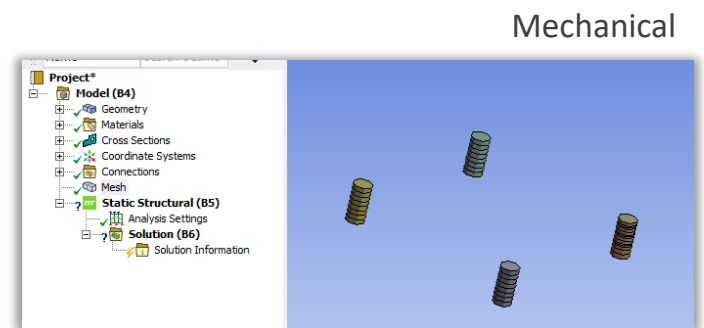 Mechanical
Project*
Model (B4)
Geometry
Materials
Cross Sections
Coordinate Systems
Connections
Mesh
Static Structural (B5)
Analysis Settings
Solution (B6)
Solution Information